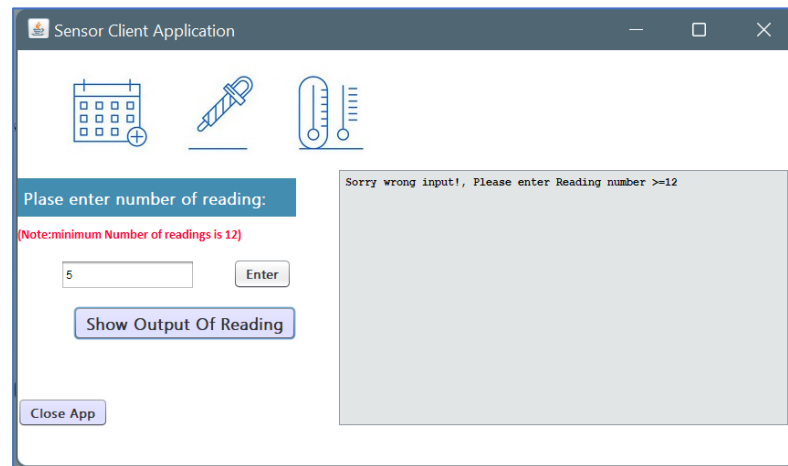 Sensor Client Application
Plase enter number of reading:
(Note:minimum Number of readings is 12)
5
Enter
Show Output Of Reading
Close App
Sorry wrong input!, Please enter Reading number >=12